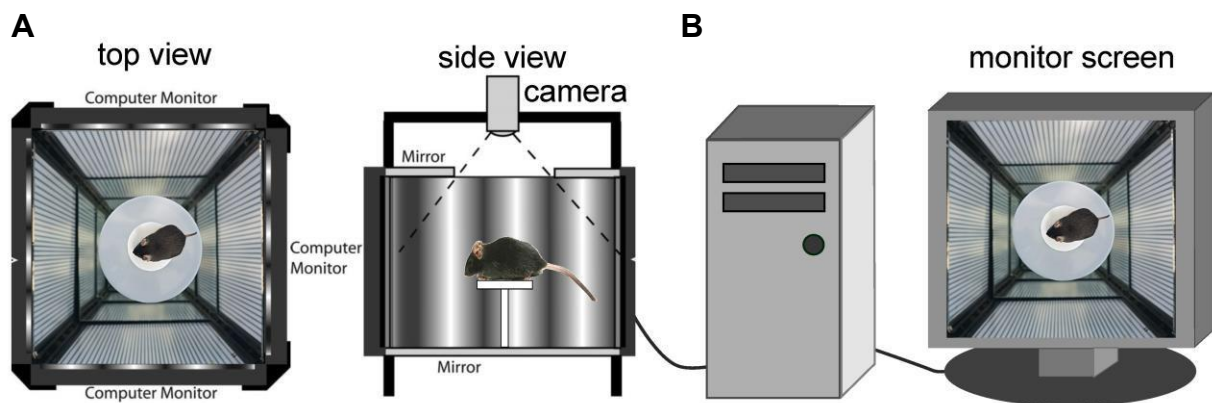 A
top view
Computer Monitor
Computer Monitor
side view
camera
Mirror
Computer
Monitor
Mirror
B
monitor screen